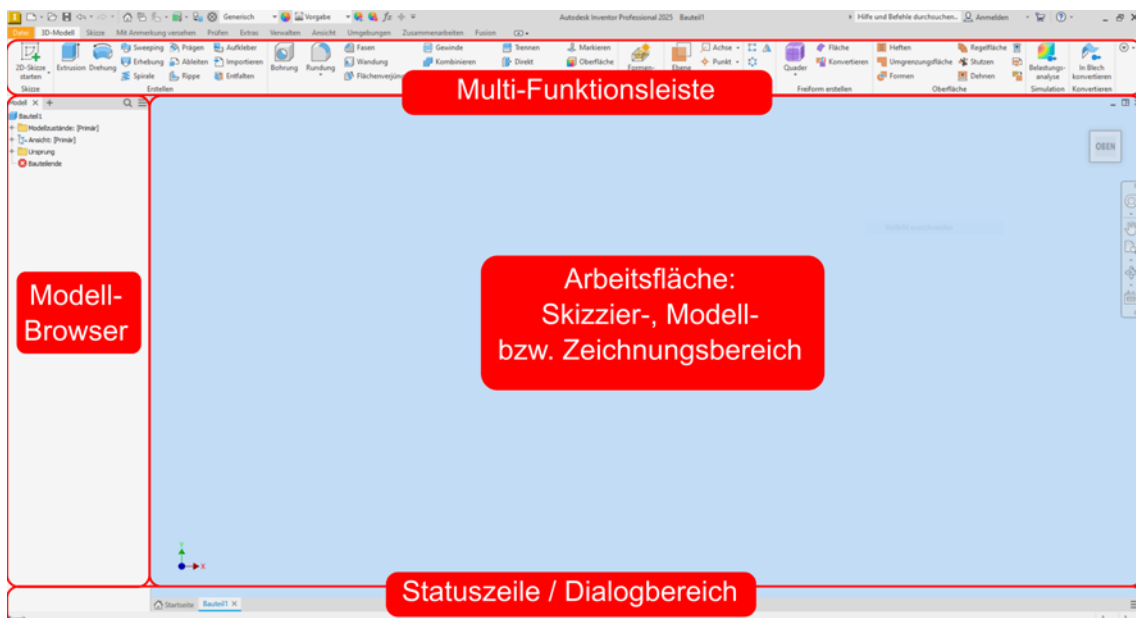 Generisch
Vorgabe
Autodesk Inventor Professional 2025 Bauteil1
Hilfe und Befehle durchsuchen..
Anmelden
Datei 3D-Modell Skizze Mit Anmerkung versehen Prüfen Extras Verwalten Ansicht Umgebungen Zusammenarbeiten Fusion
2D-Skizze starten
Extrusion
Drehung
Sweeping
Prägen
Aufkleber
Erhebung
Ableiten
Importieren
Spirale
Rippe
Entfalten
Bohrung
Rundung
Fasen
Gewinde
Trennen
Markieren
Wandung
Kombinieren
Direkt
Oberfläche
Ebene
Achse
Punkt
Quader
Fläche
Konvertieren
Heften
Regelfläche
Umgrenzungsfläche
Stutzen
Formen
Dehnen
Belastungs-
analyse
In Blech
konvertieren
Skizze
Erstellen
Freiform erstellen
Oberfläche
Simulation
Konvertieren
Multi-Funktionsleiste
Modell
Bauteil1
Modellzustände: [Primär]
Ansicht: [Primär]
Ursprung
Bauteilende
OBEN
Modell-
Browser
Arbeitsfläche:
Skizzier-, Modell-
bzw. Zeichnungsbereich
Y
X
Statuszeile / Dialogbereich
Startseite
Bauteil1